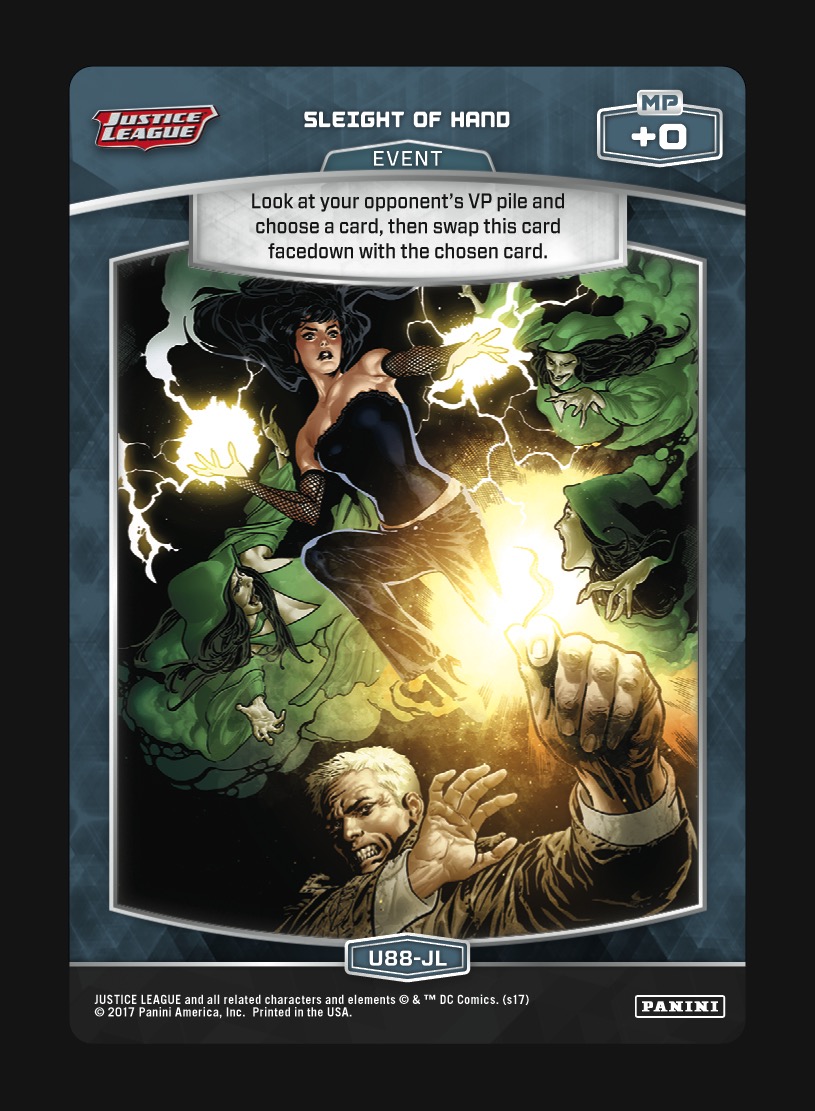 JUSTICE
LEAGUE
SLEIGHT OF HAND
MP
+0
EVENT
Look at your opponent's VP pile and
choose a card, then swap this card
facedown with the chosen card.
U88-JL
JUSTICE LEAGUE and all related characters and elements © & ™ DC Comics. (s17)
© 2017 Panini America, Inc. Printed in the USA.
PANINI